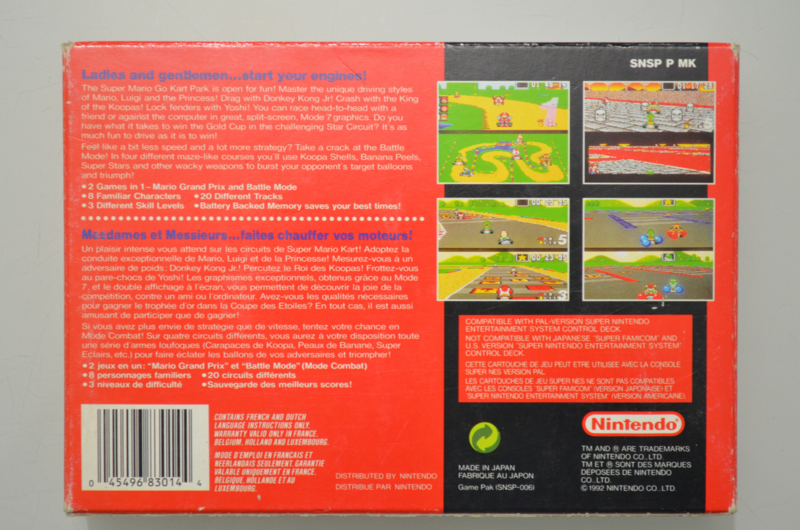 SNSP P MK
Ladies and gentlemen...start your engines!
The Super Mario Go Kart Park is open for fun! Master the unique driving styles
of Mario, Luigi and the Princess! Drag with Donkey Kong Jr! Crash with the King
of the Koopas! Lock fenders with Yoshi! You can race head-to-head with a
friend or against the computer in great, split-screen, Mode 7 graphics. Do you
have what it takes to win the Gold Cup in the challenging Star Circuit? It's as
much fun to drive as it is to win!
Feel like a bit less speed and a lot more strategy? Take a crack at the Battle
Mode! In four different maze-like courses you'll use Koopa Shells, Banana Peels,
Super Stars and other wacky weapons to burst your opponent's target balloons
and triumph!
•2 Games in 1–Mario Grand Prix and Battle Mode
•8 Familiar Characters •20 Different Tracks
•3 Different Skill Levels •Battery Backed Memory saves your best times!
Mesdames et Messieurs...faites chauffer vos moteurs!
Un plaisir intense vous attend sur les circuits de Super Mario Kart! Adoptez la
conduite exceptionnelle de Mario, Luigi et de la Princesse! Mesurez-vous à un
adversaire de poids: Donkey Kong Jr.! Percutez le Roi des Koopas! Frottez-vous
au pare-chocs de Yoshi! Les graphismes exceptionnels, obtenus grâce au Mode
7, et le double affichage à l'écran, vous permettent de découvrir la joie de la
compétition, contre un ami ou l'ordinateur. Avez-vous les qualités nécessaires
pour gagner le trophée d'or dans la Coupe des Etoiles? En tout cas, il est aussi
amusant de participer que de gagner!
Si vous avez plus envie de stratégie que de vitesse, tentez votre chance en
Mode Combat! Sur quatre circuits différents, vous aurez à votre disposition toute
une série d'armes loufoques (Carapaces de Koopa, Peaux de Banane, Super
Eclairs, etc.) pour faire éclater les ballons de vos adversaires et triompher!
•2 jeux en un: "Mario Grand Prix" et "Battle Mode" (Mode Combat)
•8 personnages familiers •20 circuits différents
•3 niveaux de difficulté •Sauvegarde des meilleurs scores!
COMPATIBLE WITH PAL-VERSION SUPER NINTENDO
ENTERTAINMENT SYSTEM CONTROL DECK.
NOT COMPATIBLE WITH JAPANESE "SUPER FAMICOM" AND
U.S. VERSION "SUPER NINTENDO ENTERTAINMENT SYSTEM"
CONTROL DECK.
CETTE CARTOUCHE DE JEU PEUT ETRE UTILISEE AVEC LA CONSOLE
SUPER NES VERSION PAL.
LES CARTOUCHES DE JEU SUPER NES NE SONT PAS COMPATIBLES
AVEC LES CONSOLES "SUPER FAMICOM" (VERSION JAPONAISE) ET
"SUPER NINTENDO ENTERTAINMENT SYSTEM" (VERSION AMERICAINE).
0 45496 83014 4
CONTAINS FRENCH AND DUTCH
LANGUAGE INSTRUCTIONS ONLY.
WARRANTY VALID ONLY IN FRANCE,
BELGIUM, HOLLAND AND LUXEMBOURG.
MODE D'EMPLOI EN FRANCAIS ET
NEERLANDAIS SEULEMENT. GARANTIE
VALABLE UNIQUEMENT EN FRANCE,
BELGIQUE, HOLLANDE ET AU
LUXEMBOURG.
DISTRIBUTED BY NINTENDO
DISTRIBUE PAR NINTENDO
MADE IN JAPAN
FABRIQUE AU JAPON
Game Pak (SNSP-006)
Nintendo
TM AND ® ARE TRADEMARKS
OF NINTENDO CO., LTD.
TM ET ® SONT DES MARQUES
DEPOSEES DE NINTENDO
CO., LTD.
© 1992 NINTENDO CO., LTD.